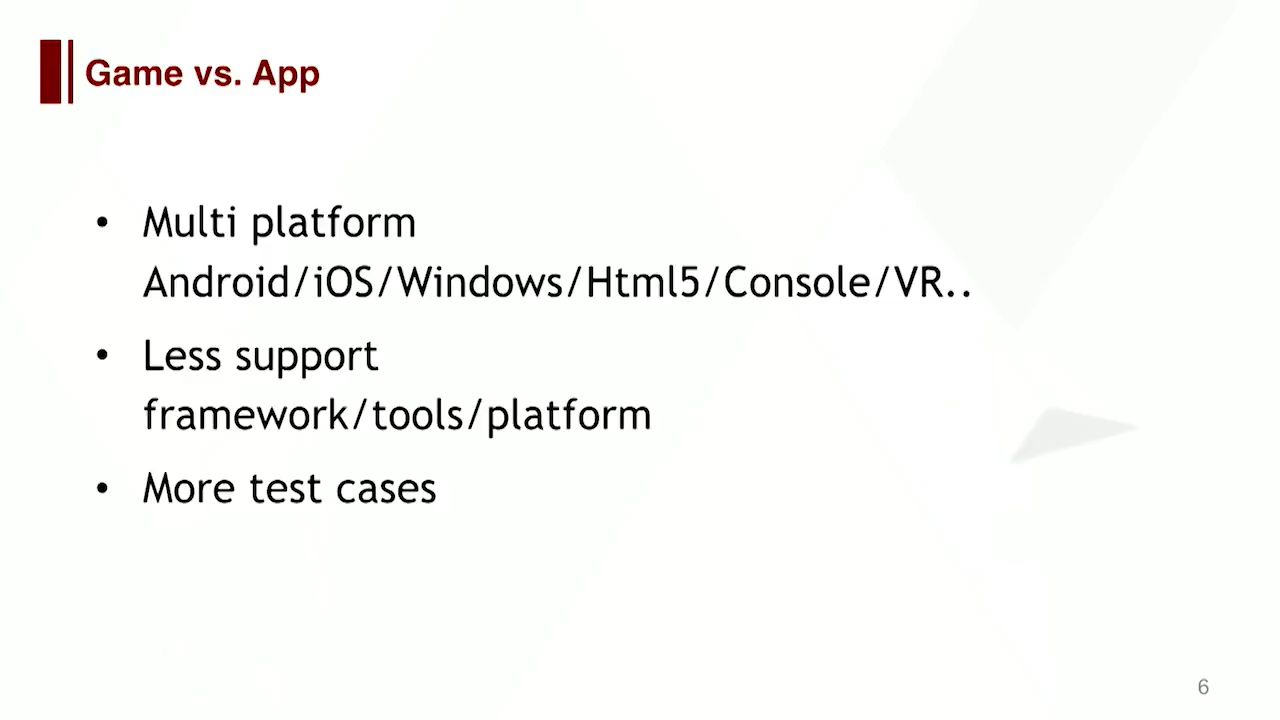 Game vs. App
• Multi platform
Android/iOS/Windows/Html5/Console/VR..
• Less support
framework/tools/platform
• More test cases
6